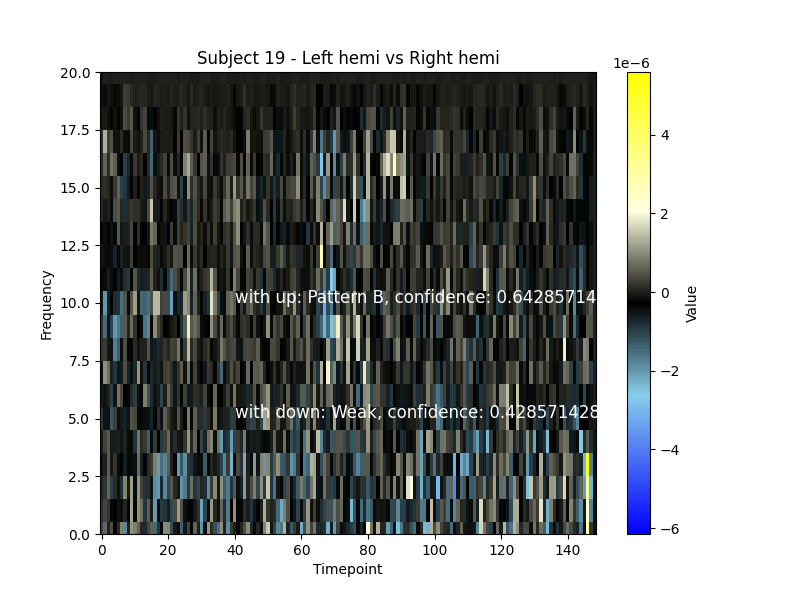 Subject 19 - Left hemi vs Right hemi
1e−6
20.0
17.5
15.0
12.5
10.0
7.5
5.0
2.5
0.0
Frequency
with up: Pattern B, confidence: 0.64285714
with down: Weak, confidence: 0.428571428
0 20 40 60 80 100 120 140
Timepoint
4
2
0
−2
−4
−6
Value